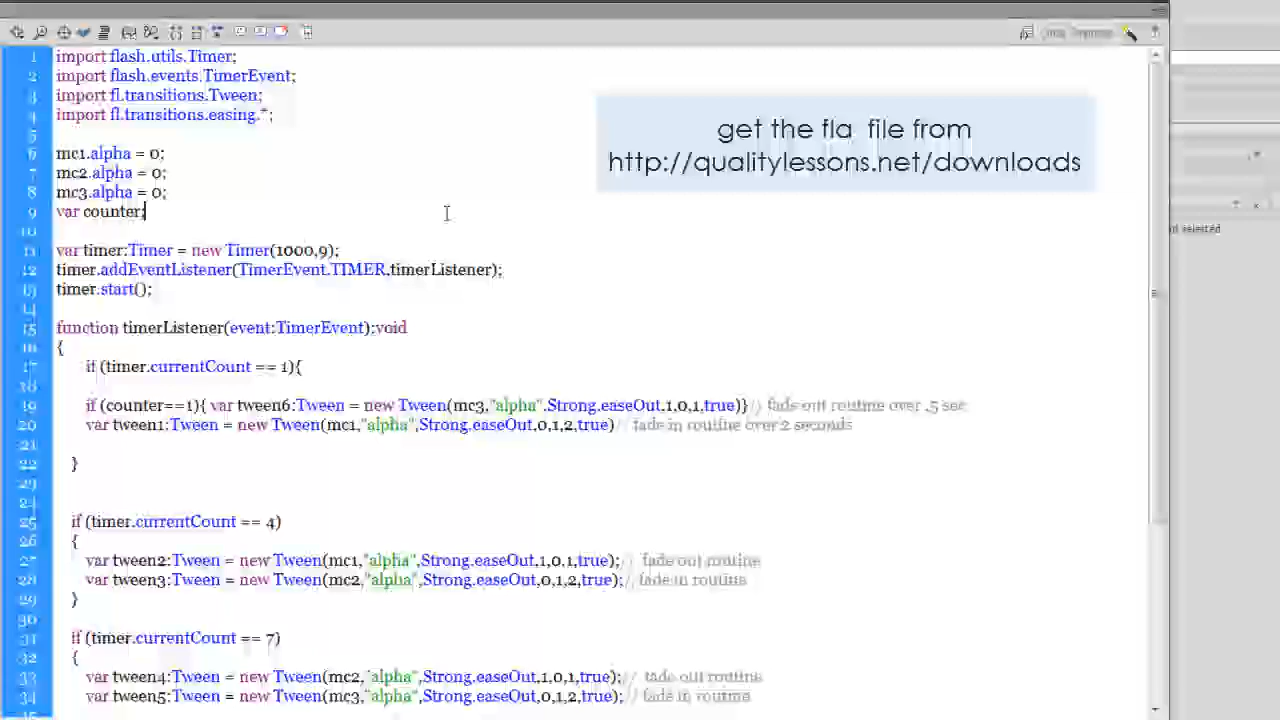 get the fla file from
http://qualitylessons.net/downloads
1 import flash.utils.Timer;
2 import flash.events.TimerEvent;
3 import fl.transitions.Tween;
4 import fl.transitions.easing.*;
5
6 mc1.alpha = 0;
7 mc2.alpha = 0;
8 mc3.alpha = 0;
9 var counter;
10
11 var timer:Timer = new Timer(1000,9);
12 timer.addEventListener(TimerEvent.TIMER,timerListener);
13 timer.start();
14
15 function timerListener(event:TimerEvent):void
16 {
17 if (timer.currentCount == 1){
18
19 if (counter==1){ var tween6:Tween = new Tween(mc3,"alpha",Strong.easeOut,1,0,1,true)} // fads out routine over .5 sec
20 var tween1:Tween = new Tween(mc1,"alpha",Strong.easeOut,0,1,2,true) // fade in routine over 2 seconds
21
22 }
23
24
25 if (timer.currentCount == 4)
26 {
27 var tween2:Tween = new Tween(mc1,"alpha",Strong.easeOut,1,0,1,true);// fade out routine
28 var tween3:Tween = new Tween(mc2,"alpha",Strong.easeOut,0,1,2,true);// fade in routine
29 }
30
31 if (timer.currentCount == 7)
32 {
33 var tween4:Tween = new Tween(mc2,"alpha",Strong.easeOut,1,0,1,true);// fade out routine
34 var tween5:Tween = new Tween(mc3,"alpha",Strong.easeOut,0,1,2,true);// fade in routine
selected